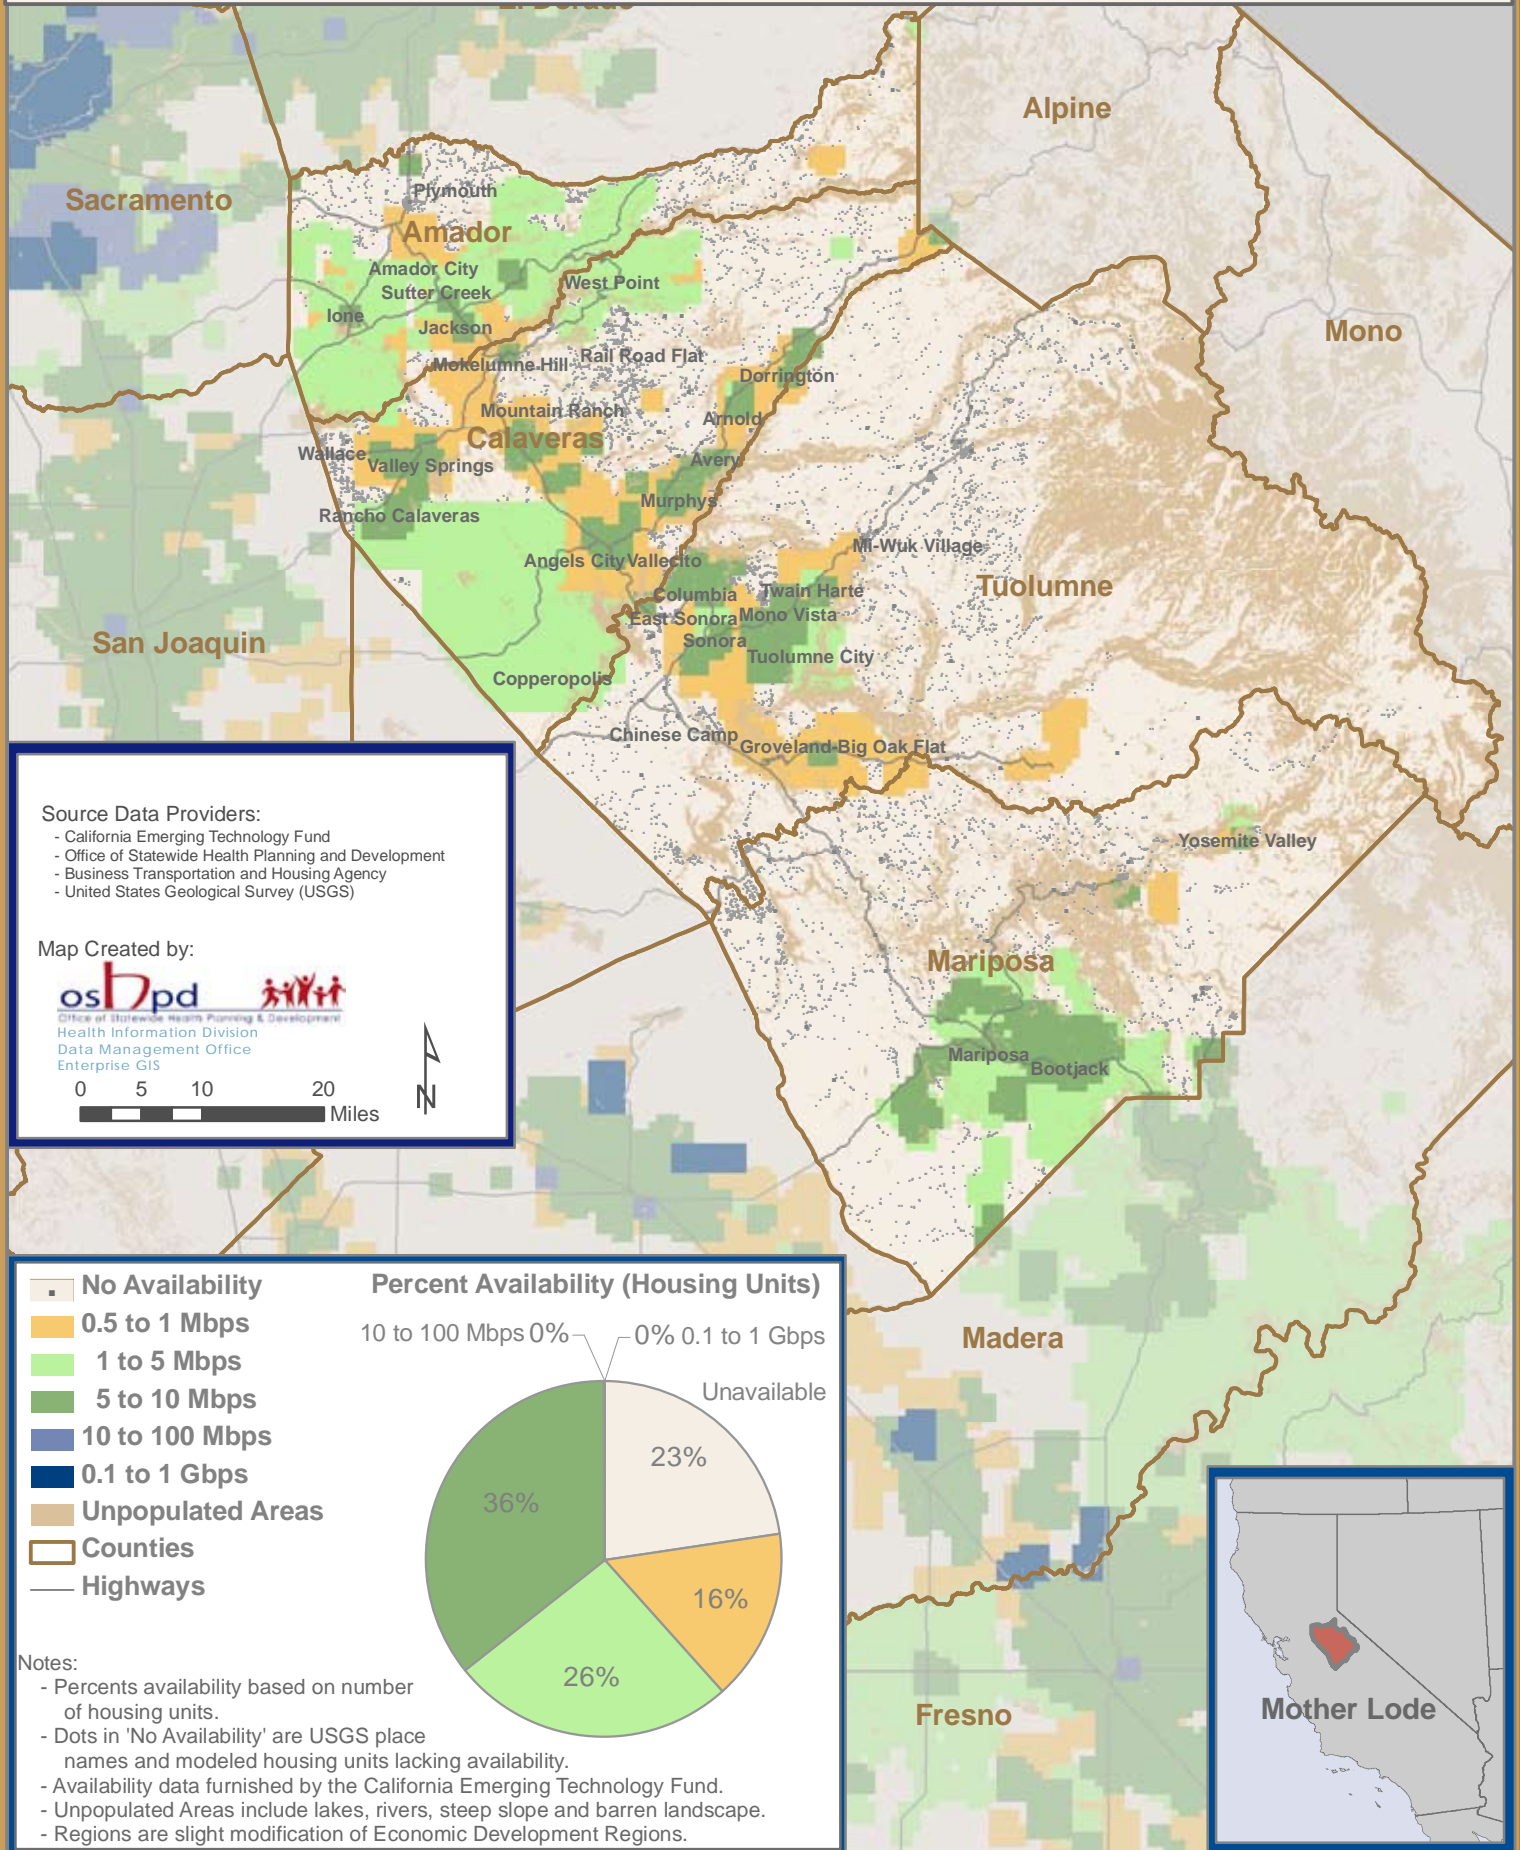 El Dorado
Alpine
Sacramento
Plymouth
Amador
Amador City
Sutter Creek
West Point
Ione
Jackson
Mono
Mokelumne Hill
Rail Road Flat
Dorrington
Mountain Ranch
Arnold
Calaveras
Wallace
Valley Springs
Avery
Murphys
Rancho Calaveras
Mi-Wuk Village
Angels City
Vallecito
Tuolumne
Columbia
Twain Harte
East Sonora
Mono Vista
San Joaquin
Sonora
Tuolumne City
Copperopolis
Chinese Camp
Groveland-Big Oak Flat
Yosemite Valley
Mariposa
Mariposa
Bootjack
Madera
Fresno
Source Data Providers:
- California Emerging Technology Fund
- Office of Statewide Health Planning and Development
- Business Transportation and Housing Agency
- United States Geological Survey (USGS)
Map Created by:
oshpd
Office of Statewide Health Planning & Development
Health Information Division
Data Management Office
Enterprise GIS
0 5 10 20
Miles
N
No Availability
0.5 to 1 Mbps
1 to 5 Mbps
5 to 10 Mbps
10 to 100 Mbps
0.1 to 1 Gbps
Unpopulated Areas
Counties
Highways
Percent Availability (Housing Units)
10 to 100 Mbps 0%
0% 0.1 to 1 Gbps
Unavailable
23%
36%
16%
26%
Notes:
- Percents availability based on number
of housing units.
- Dots in 'No Availability' are USGS place
names and modeled housing units lacking availability.
- Availability data furnished by the California Emerging Technology Fund.
- Unpopulated Areas include lakes, rivers, steep slope and barren landscape.
- Regions are slight modification of Economic Development Regions.
Mother Lode